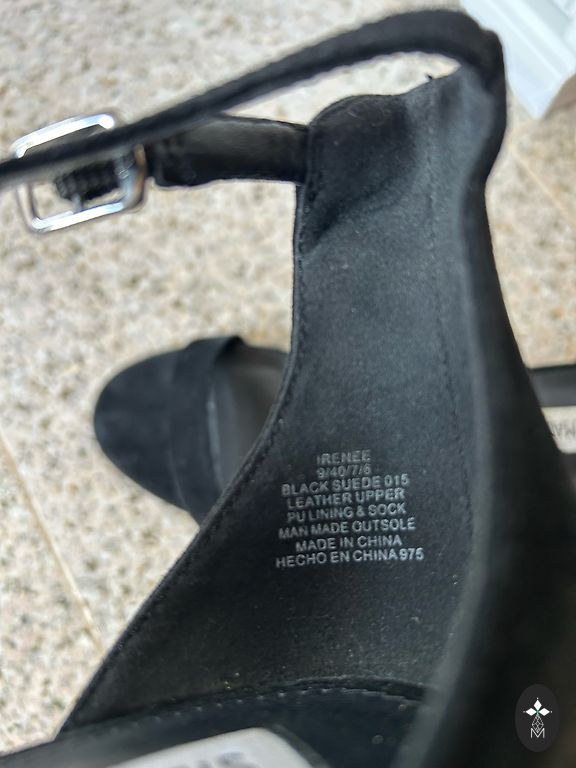 IRENEE
9/40/7/6
BLACK SUEDE 015
LEATHER UPPER
PU LINING & SOCK
MAN MADE OUTSOLE
MADE IN CHINA
HECHO EN CHINA 975